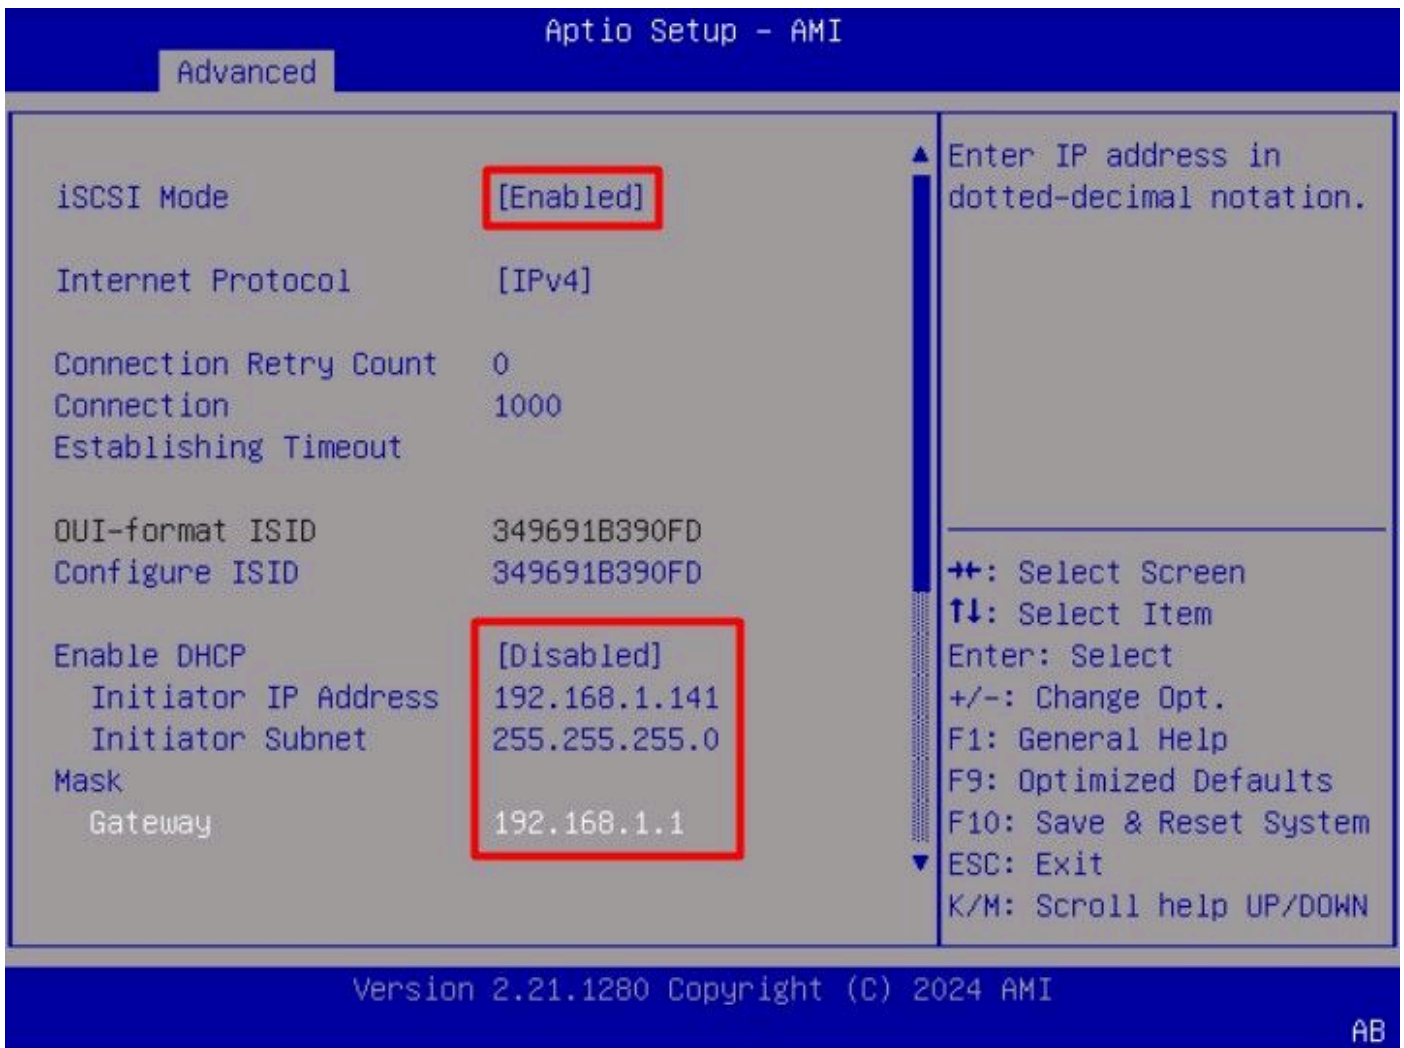 Aptio Setup - AMI
Advanced
iSCSI Mode [Enabled]
Internet Protocol [IPv4]
Connection Retry Count 0
Connection 1000
Establishing Timeout
OUI-format ISID 349691B390FD
Configure ISID 349691B390FD
Enable DHCP [Disabled]
Initiator IP Address 192.168.1.141
Initiator Subnet 255.255.255.0
Mask
Gateway 192.168.1.1
Enter IP address in
dotted-decimal notation.
→←: Select Screen
↑↓: Select Item
Enter: Select
+/-: Change Opt.
F1: General Help
F9: Optimized Defaults
F10: Save & Reset System
ESC: Exit
K/M: Scroll help UP/DOWN
Version 2.21.1280 Copyright (C) 2024 AMI
AB